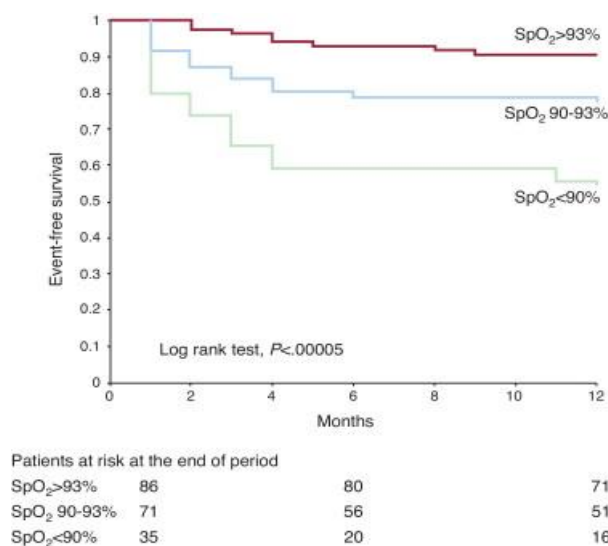 1
0.9
0.8
0.7
0.6
0.5
0.4
0.3
0.2
0.1
0
Event-free survival
SpO₂>93%
SpO₂ 90-93%
SpO₂<90%
Log rank test, P<.00005
0 2 4 6 8 10 12
Months
Patients at risk at the end of period
SpO₂>93% 86 80 71
SpO₂ 90-93% 71 56 51
SpO₂<90% 35 20 16